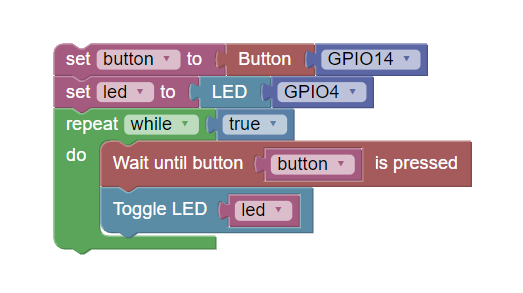 set button to Button GPIO14
set led to LED GPIO4
repeat while true
do Wait until button button is pressed
Toggle LED led